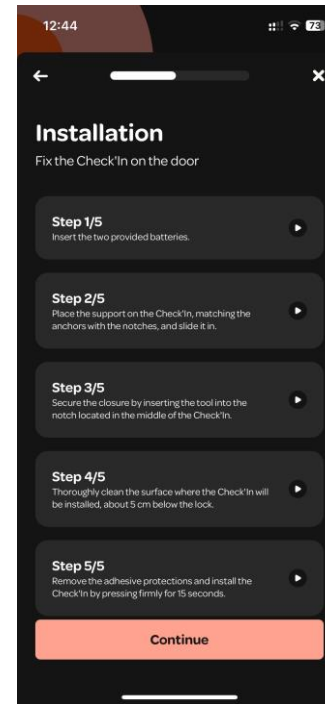 12:44
73
Installation
Fix the Check'In on the door
Step 1/5
Insert the two provided batteries.
Step 2/5
Place the support on the Check'In, matching the
anchors with the notches, and slide it in.
Step 3/5
Secure the closure by inserting the tool into the
notch located in the middle of the Check'In.
Step 4/5
Thoroughly clean the surface where the Check'In will
be installed, about 5 cm below the lock.
Step 5/5
Remove the adhesive protections and install the
Check'In by pressing firmly for 15 seconds.
Continue